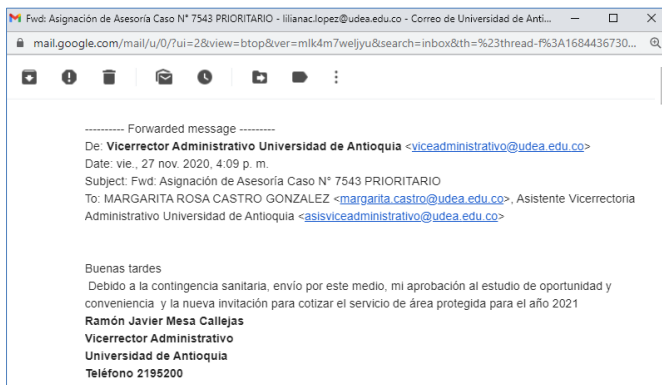 Fwd: Asignación de Asesoría Caso N° 7543 PRIORITARIO - lilianac.lopez@udea.edu.co - Correo de Universidad de Anti...
mail.google.com/mail/u/0/?ui=2&view=btop&ver=mlk4m7weljyu&search=inbox&th=%23thread-f%3A1684436730...
---------- Forwarded message ---------
De: Vicerrector Administrativo Universidad de Antioquia <viceadministrativo@udea.edu.co>
Date: vie., 27 nov. 2020, 4:09 p. m.
Subject: Fwd: Asignación de Asesoría Caso N° 7543 PRIORITARIO
To: MARGARITA ROSA CASTRO GONZALEZ <margarita.castro@udea.edu.co>, Asistente Vicerrectoria
Administrativo Universidad de Antioquia <asisviceadministrativo@udea.edu.co>
Buenas tardes
Debido a la contingencia sanitaria, envío por este medio, mi aprobación al estudio de oportunidad y
conveniencia y la nueva invitación para cotizar el servicio de área protegida para el año 2021
Ramón Javier Mesa Callejas
Vicerrector Administrativo
Universidad de Antioquia
Teléfono 2195200